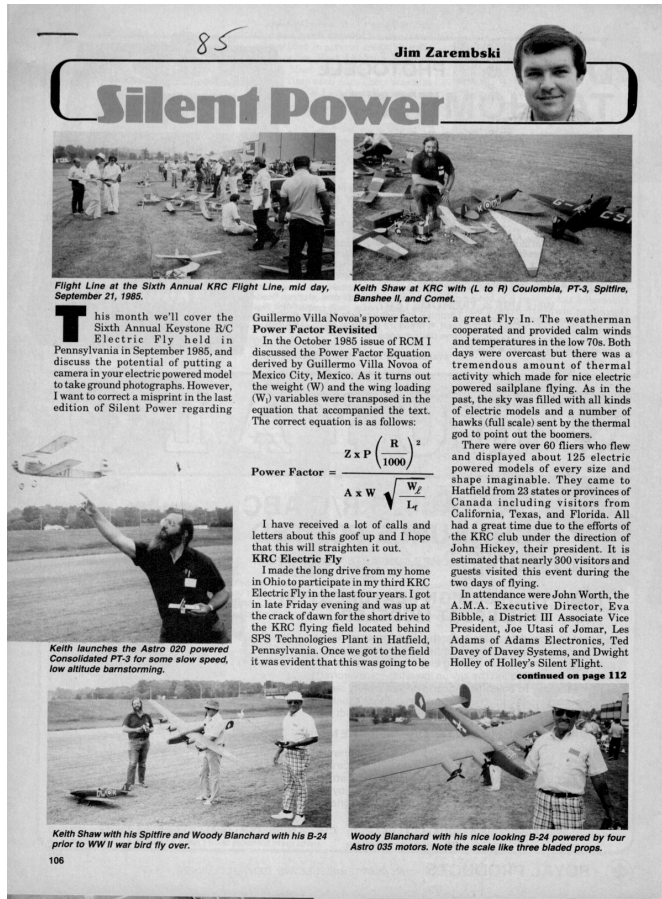 85
Jim Zarembski
Silent Power
Flight Line at the Sixth Annual KRC Flight Line, mid day,
September 21, 1985.
Keith Shaw at KRC with (L to R) Coulombia, PT-3, Spitfire,
Banshee II, and Comet.
This month we'll cover the
Sixth Annual Keystone R/C
Electric Fly held in
Pennsylvania in September 1985, and
discuss the potential of putting a
camera in your electric powered model
to take ground photographs. However,
I want to correct a misprint in the last
edition of Silent Power regarding
Keith launches the Astro 020 powered
Consolidated PT-3 for some slow speed,
low altitude barnstorming.
Guillermo Villa Novoa's power factor.
Power Factor Revisited
In the October 1985 issue of RCM I
discussed the Power Factor Equation
derived by Guillermo Villa Novoa of
Mexico City, Mexico. As it turns out
the weight (W) and the wing loading
(W₁) variables were transposed in the
equation that accompanied the text.
The correct equation is as follows:
Power Factor = Z x P (R/1000)² / A x W √(Wℓ/Lf)
I have received a lot of calls and
letters about this goof up and I hope
that this will straighten it out.
KRC Electric Fly
I made the long drive from my home
in Ohio to participate in my third KRC
Electric Fly in the last four years. I got
in late Friday evening and was up at
the crack of dawn for the short drive to
the KRC flying field located behind
SPS Technologies Plant in Hatfield,
Pennsylvania. Once we got to the field
it was evident that this was going to be
a great Fly In. The weatherman
cooperated and provided calm winds
and temperatures in the low 70s. Both
days were overcast but there was a
tremendous amount of thermal
activity which made for nice electric
powered sailplane flying. As in the
past, the sky was filled with all kinds
of electric models and a number of
hawks (full scale) sent by the thermal
god to point out the boomers.
There were over 60 fliers who flew
and displayed about 125 electric
powered models of every size and
shape imaginable. They came to
Hatfield from 23 states or provinces of
Canada including visitors from
California, Texas, and Florida. All
had a great time due to the efforts of
the KRC club under the direction of
John Hickey, their president. It is
estimated that nearly 300 visitors and
guests visited this event during the
two days of flying.
In attendance were John Worth, the
A.M.A. Executive Director, Eva
Bibble, a District III Associate Vice
President, Joe Utasi of Jomar, Les
Adams of Adams Electronics, Ted
Davey of Davey Systems, and Dwight
Holley of Holley's Silent Flight.
continued on page 112
Keith Shaw with his Spitfire and Woody Blanchard with his B-24
prior to WW II war bird fly over.
Woody Blanchard with his nice looking B-24 powered by four
Astro 035 motors. Note the scale like three bladed props.
106